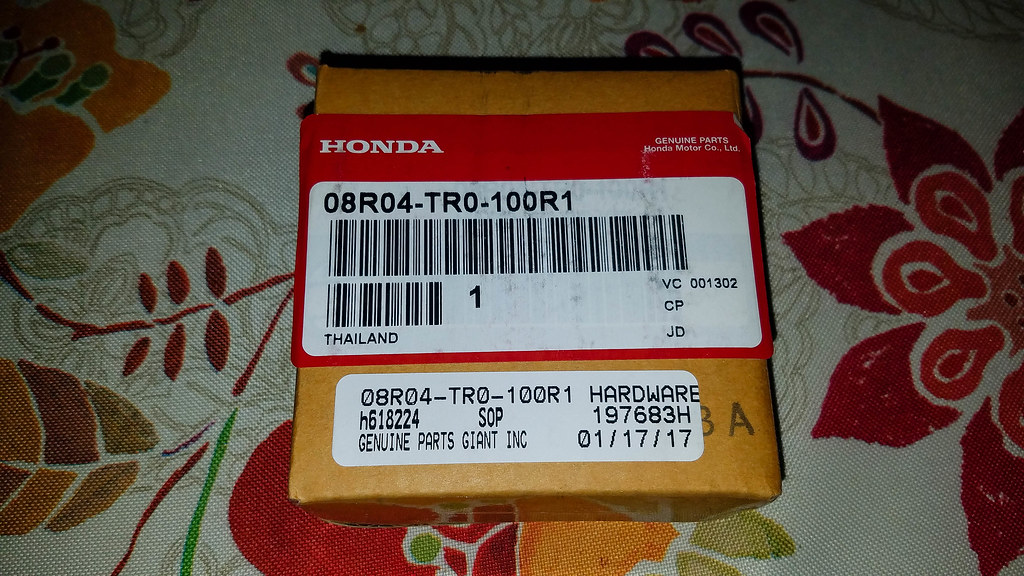 HONDA
GENUINE PARTS
Honda Motor Co., Ltd.
08R04-TR0-100R1
1
VC 001302
CP
THAILAND
JD
08R04-TR0-100R1 HARDWARE
h618224 SOP 197683H
GENUINE PARTS GIANT INC 01/17/17
BA